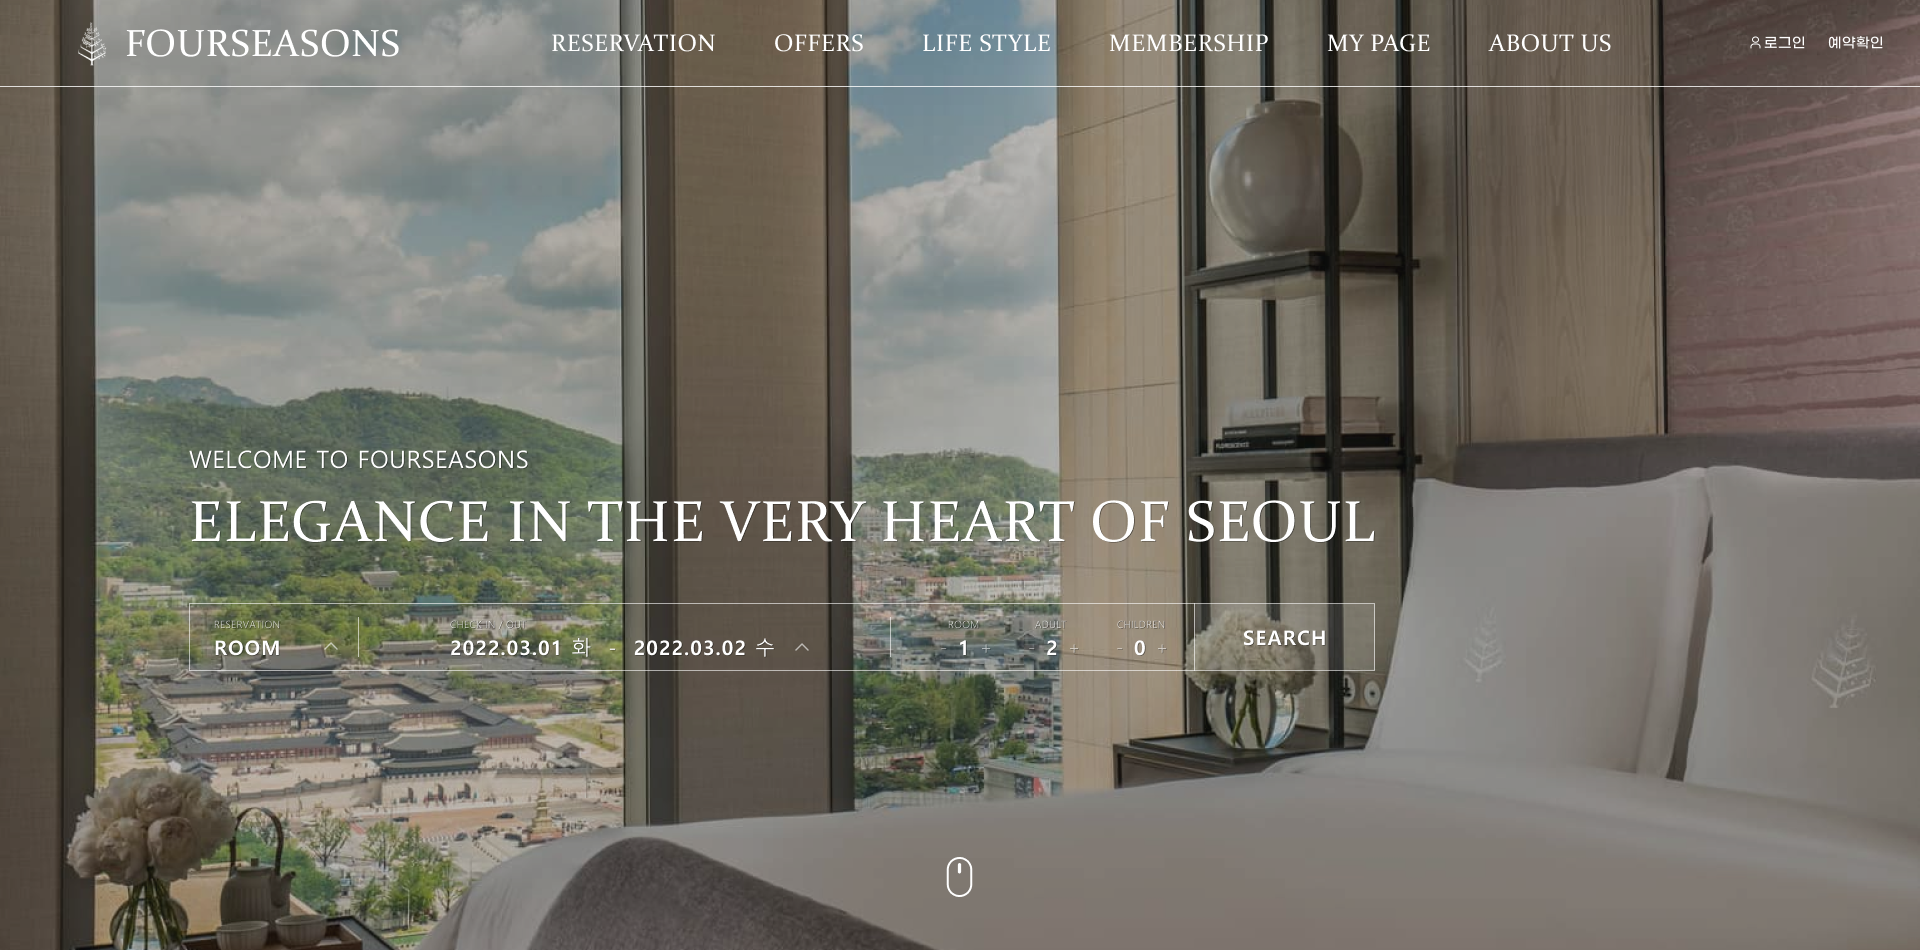 FOURSEASONS
RESERVATION OFFERS LIFE STYLE MEMBERSHIP MY PAGE ABOUT US
로그인 예약확인
WELCOME TO FOURSEASONS
ELEGANCE IN THE VERY HEART OF SEOUL
RESERVATION CHECK IN / OUT ROOM ADULT CHILDREN
ROOM 2022.03.01 화 - 2022.03.02 수 - 1 + - 2 + - 0 +
SEARCH